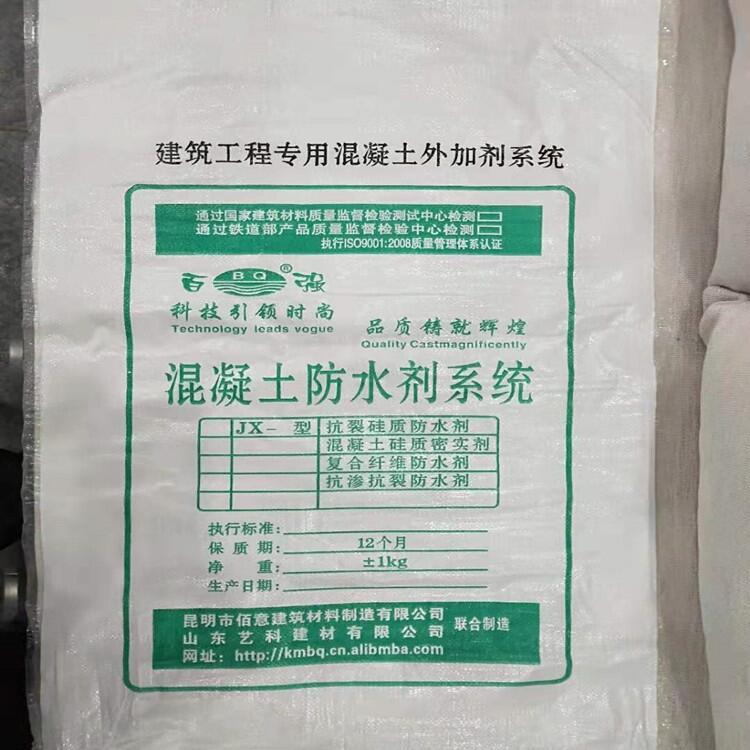 建筑工程专用混凝土外加剂系统
通过国家建筑材料质量监督检验测试中心检测
通过铁道部产品质量监督检验中心检测
执行ISO9001:2008质量管理体系认证
百 BQ® 强
科技引领时尚
Technology leads vogue
品质铸就辉煌
Quality Castmagnificently
混凝土防水剂系统
JX- 型 抗裂硅质防水剂
混凝土硅质密实剂
复合纤维防水剂
抗渗抗裂防水剂
执行标准:
保质期: 12个月
净重: ±1kg
生产日期:
昆明市佰意建筑材料制造有限公司
山东艺科建材有限公司 联合制造
网址: http://kmbq.cn.alibmba.com